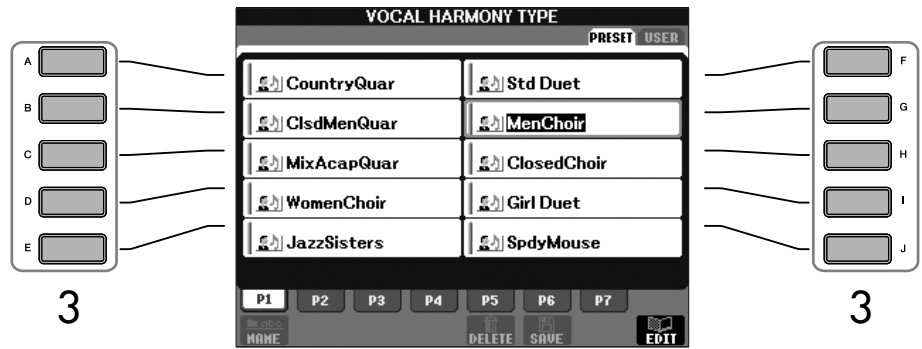 VOCAL HARMONY TYPE
PRESET USER
A CountryQuar Std Duet F
B ClsdMenQuar MenChoir G
C MixAcapQuar ClosedChoir H
D WomenChoir Girl Duet I
E JazzSisters SpdyMouse J
3 P1 P2 P3 P4 P5 P6 P7 3
abc.
NAME DELETE SAVE EDIT